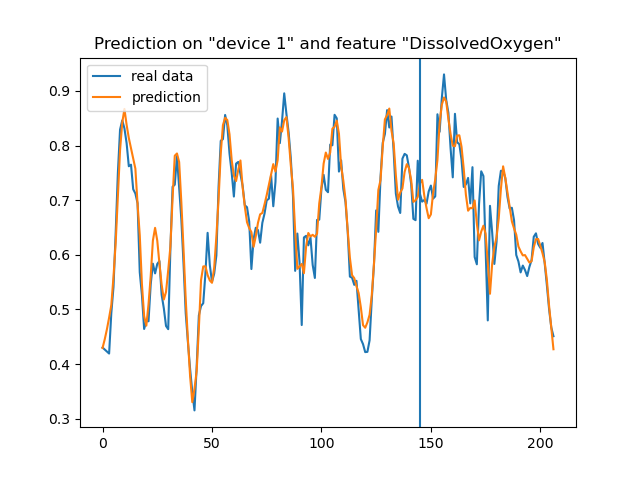 Prediction on "device 1" and feature "DissolvedOxygen"
real data
prediction
0.9
0.8
0.7
0.6
0.5
0.4
0.3
0 50 100 150 200